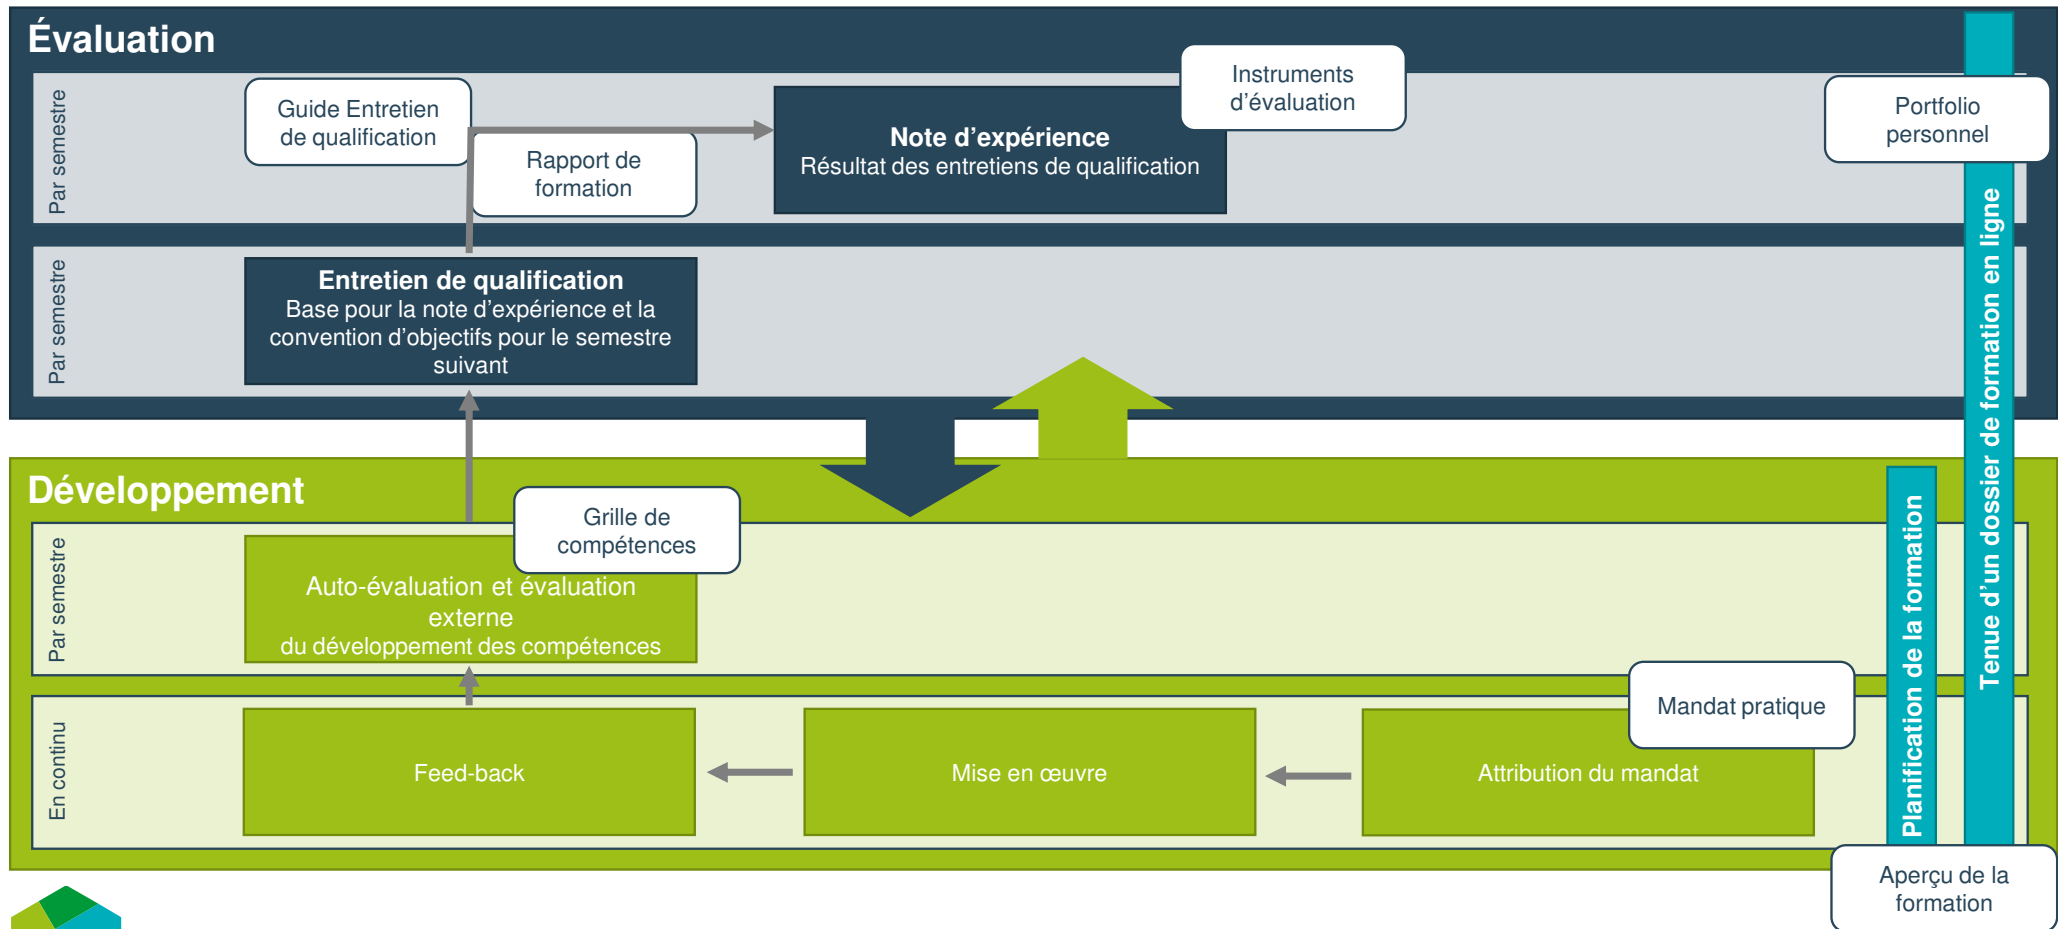 Évaluation
Par semestre
Guide Entretien
de qualification
Rapport de
formation
Note d’expérience
Résultat des entretiens de qualification
Instruments
d’évaluation
Portfolio
personnel
Par semestre
Entretien de qualification
Base pour la note d’expérience et la
convention d’objectifs pour le semestre
suivant
Tenue d’un dossier de formation en ligne
Développement
Par semestre
Grille de
compétences
Auto-évaluation et évaluation
externe
du développement des compétences
Planification de la formation
En continu
Feed-back
Mise en œuvre
Attribution du mandat
Mandat pratique
Aperçu de la
formation